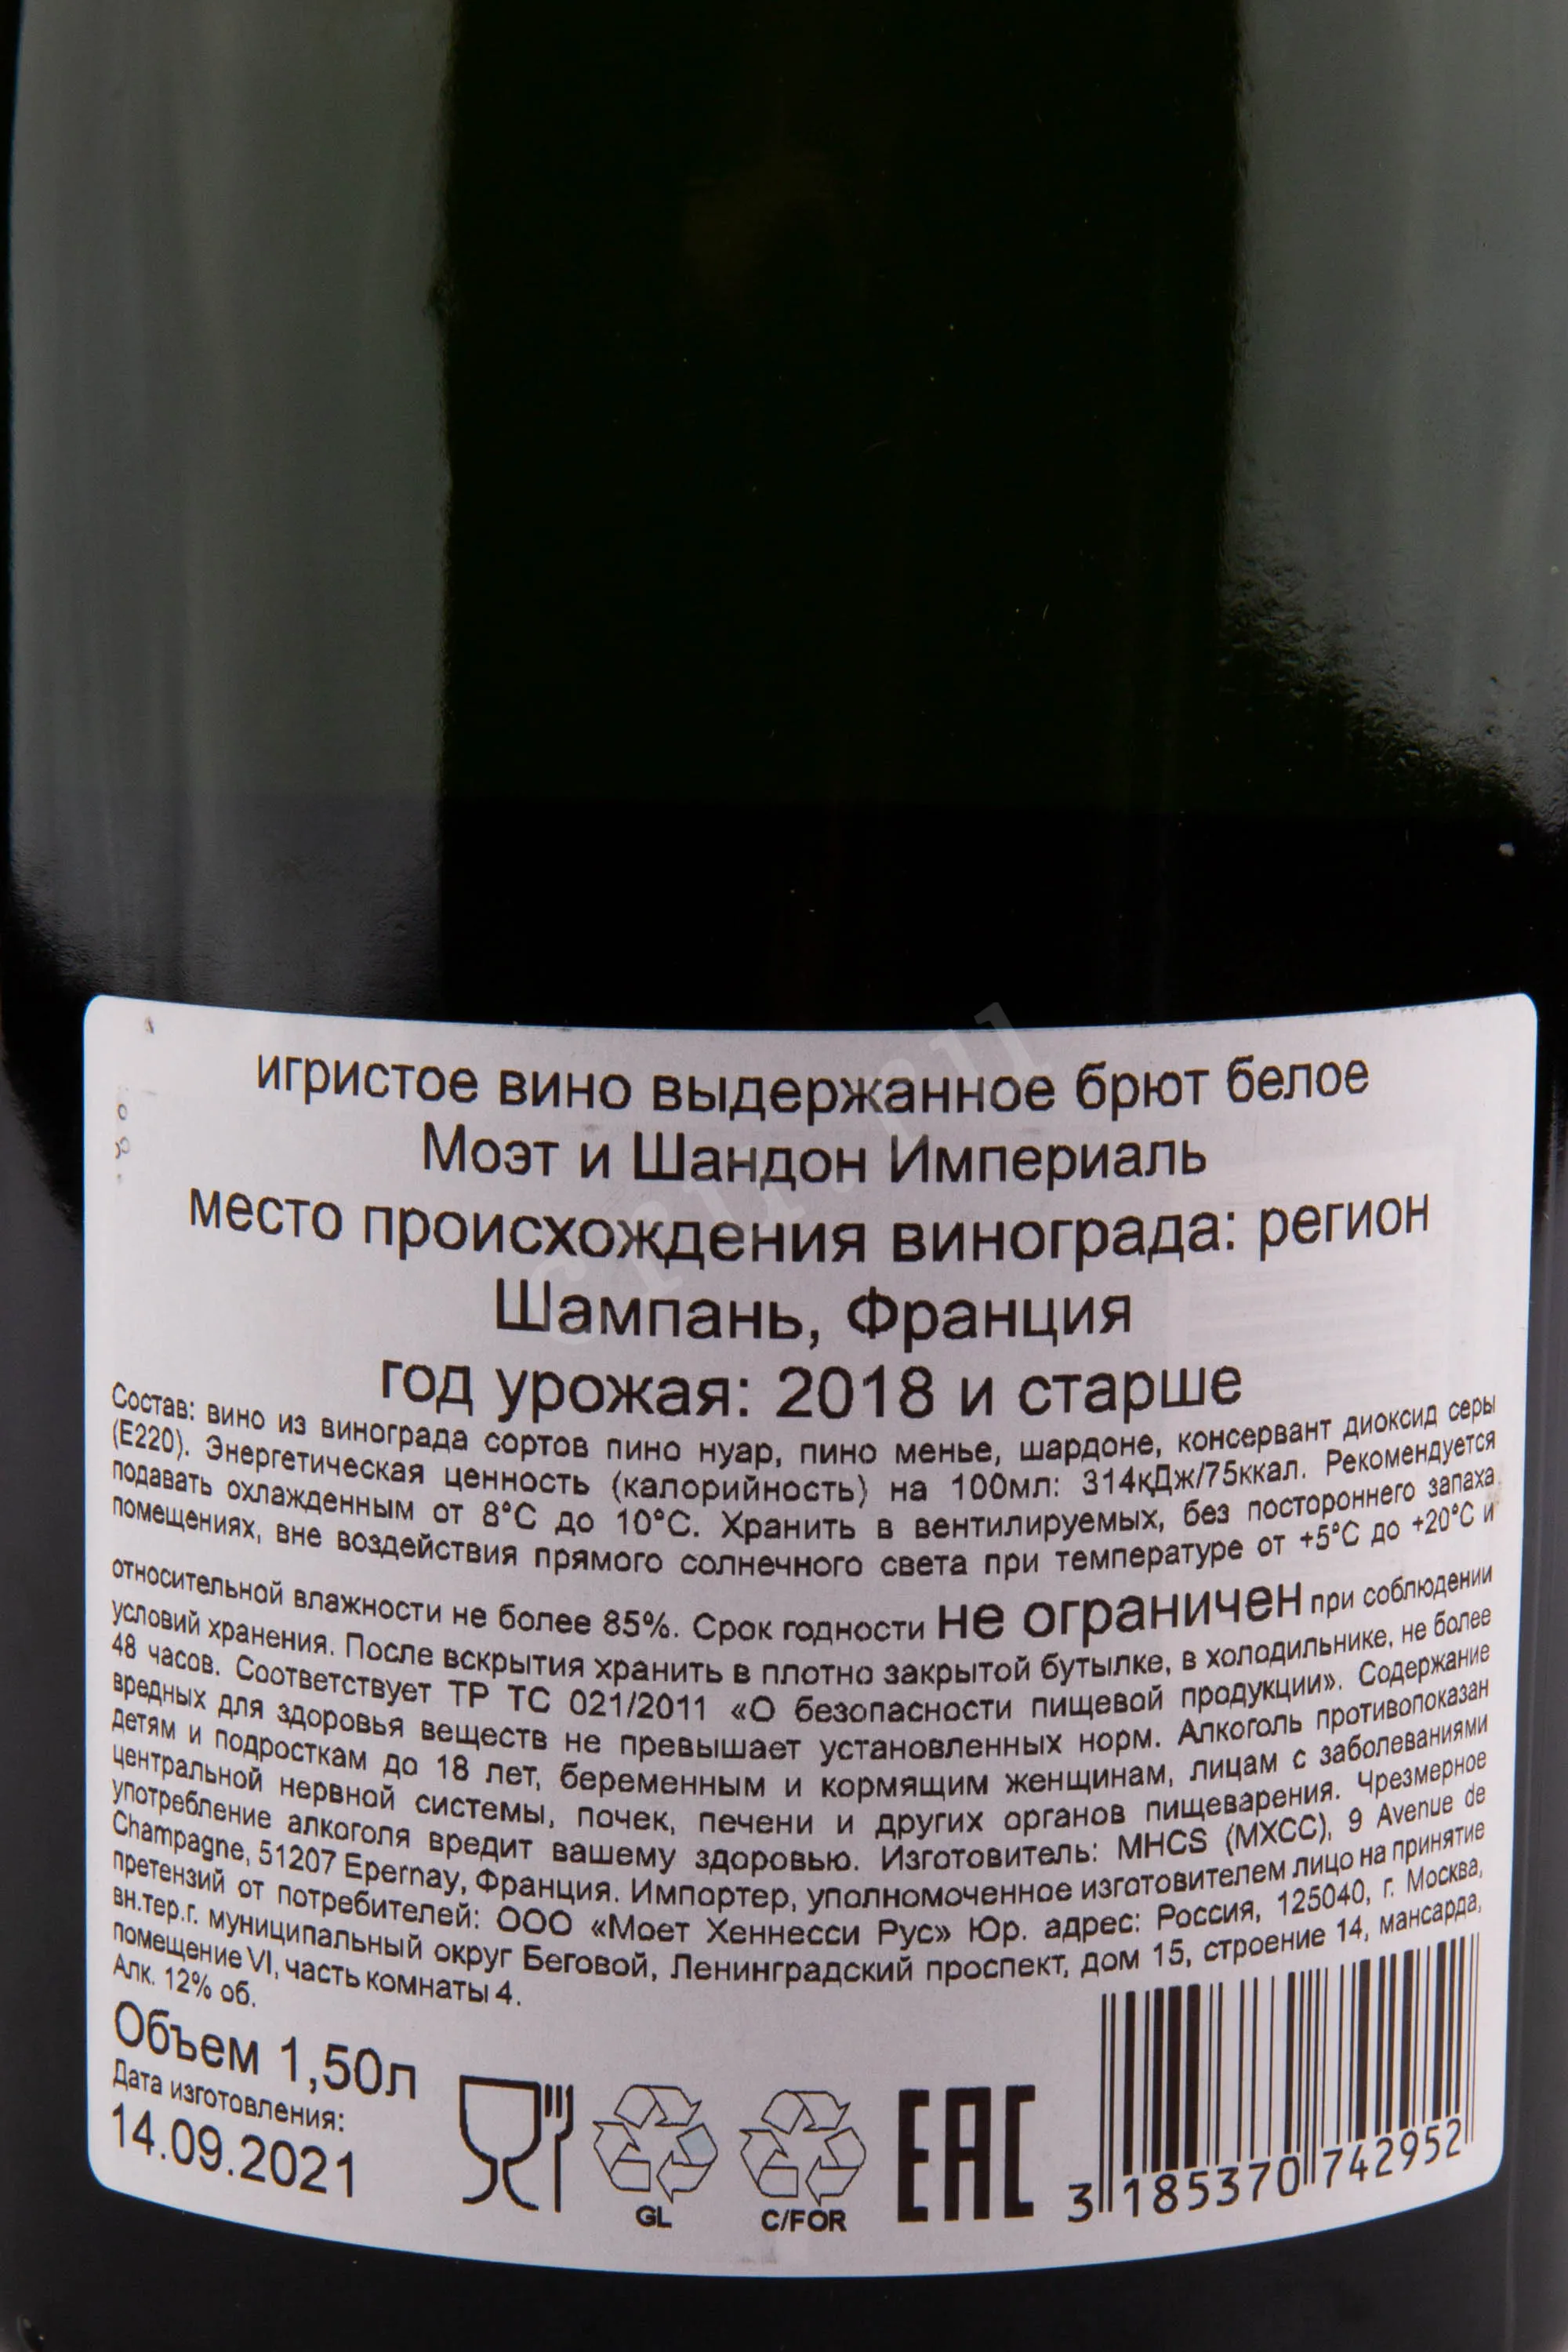 игристое вино выдержанное брют белое
Моэт и Шандон Империаль
место происхождения винограда: регион
Шампань, Франция
год урожая: 2018 и старше
Состав: вино из винограда сортов пино нуар, пино менье, шардоне, консервант диоксид серы
(Е220). Энергетическая ценность (калорийность) на 100мл: 314кДж/75ккал. Рекомендуется
подавать охлажденным от 8°С до 10°С. Хранить в вентилируемых, без постороннего запаха
помещениях, вне воздействия прямого солнечного света при температуре от +5°С до +20°С и
относительной влажности не более 85%. Срок годности не ограничен при соблюдении
условий хранения. После вскрытия хранить в плотно закрытой бутылке, в холодильнике, не более
48 часов. Соответствует ТР ТС 021/2011 «О безопасности пищевой продукции». Содержание
вредных для здоровья веществ не превышает установленных норм. Алкоголь противопоказан
детям и подросткам до 18 лет, беременным и кормящим женщинам, лицам с заболеваниями
центральной нервной системы, почек, печени и других органов пищеварения. Чрезмерное
употребление алкоголя вредит вашему здоровью. Изготовитель: MHCS (МХСС), 9 Avenue de
Champagne, 51207 Epernay, Франция. Импортер, уполномоченное изготовителем лицо на принятие
претензий от потребителей: ООО «Моет Хеннесси Рус» Юр. адрес: Россия, 125040, г. Москва,
вн.тер.г. муниципальный округ Беговой, Ленинградский проспект, дом 15, строение 14, мансарда,
помещение VI, часть комнаты 4.
Алк. 12% об.
Объем 1,50л
Дата изготовления:
14.09.2021
GL
C/FOR
EAC
3 185370 742952